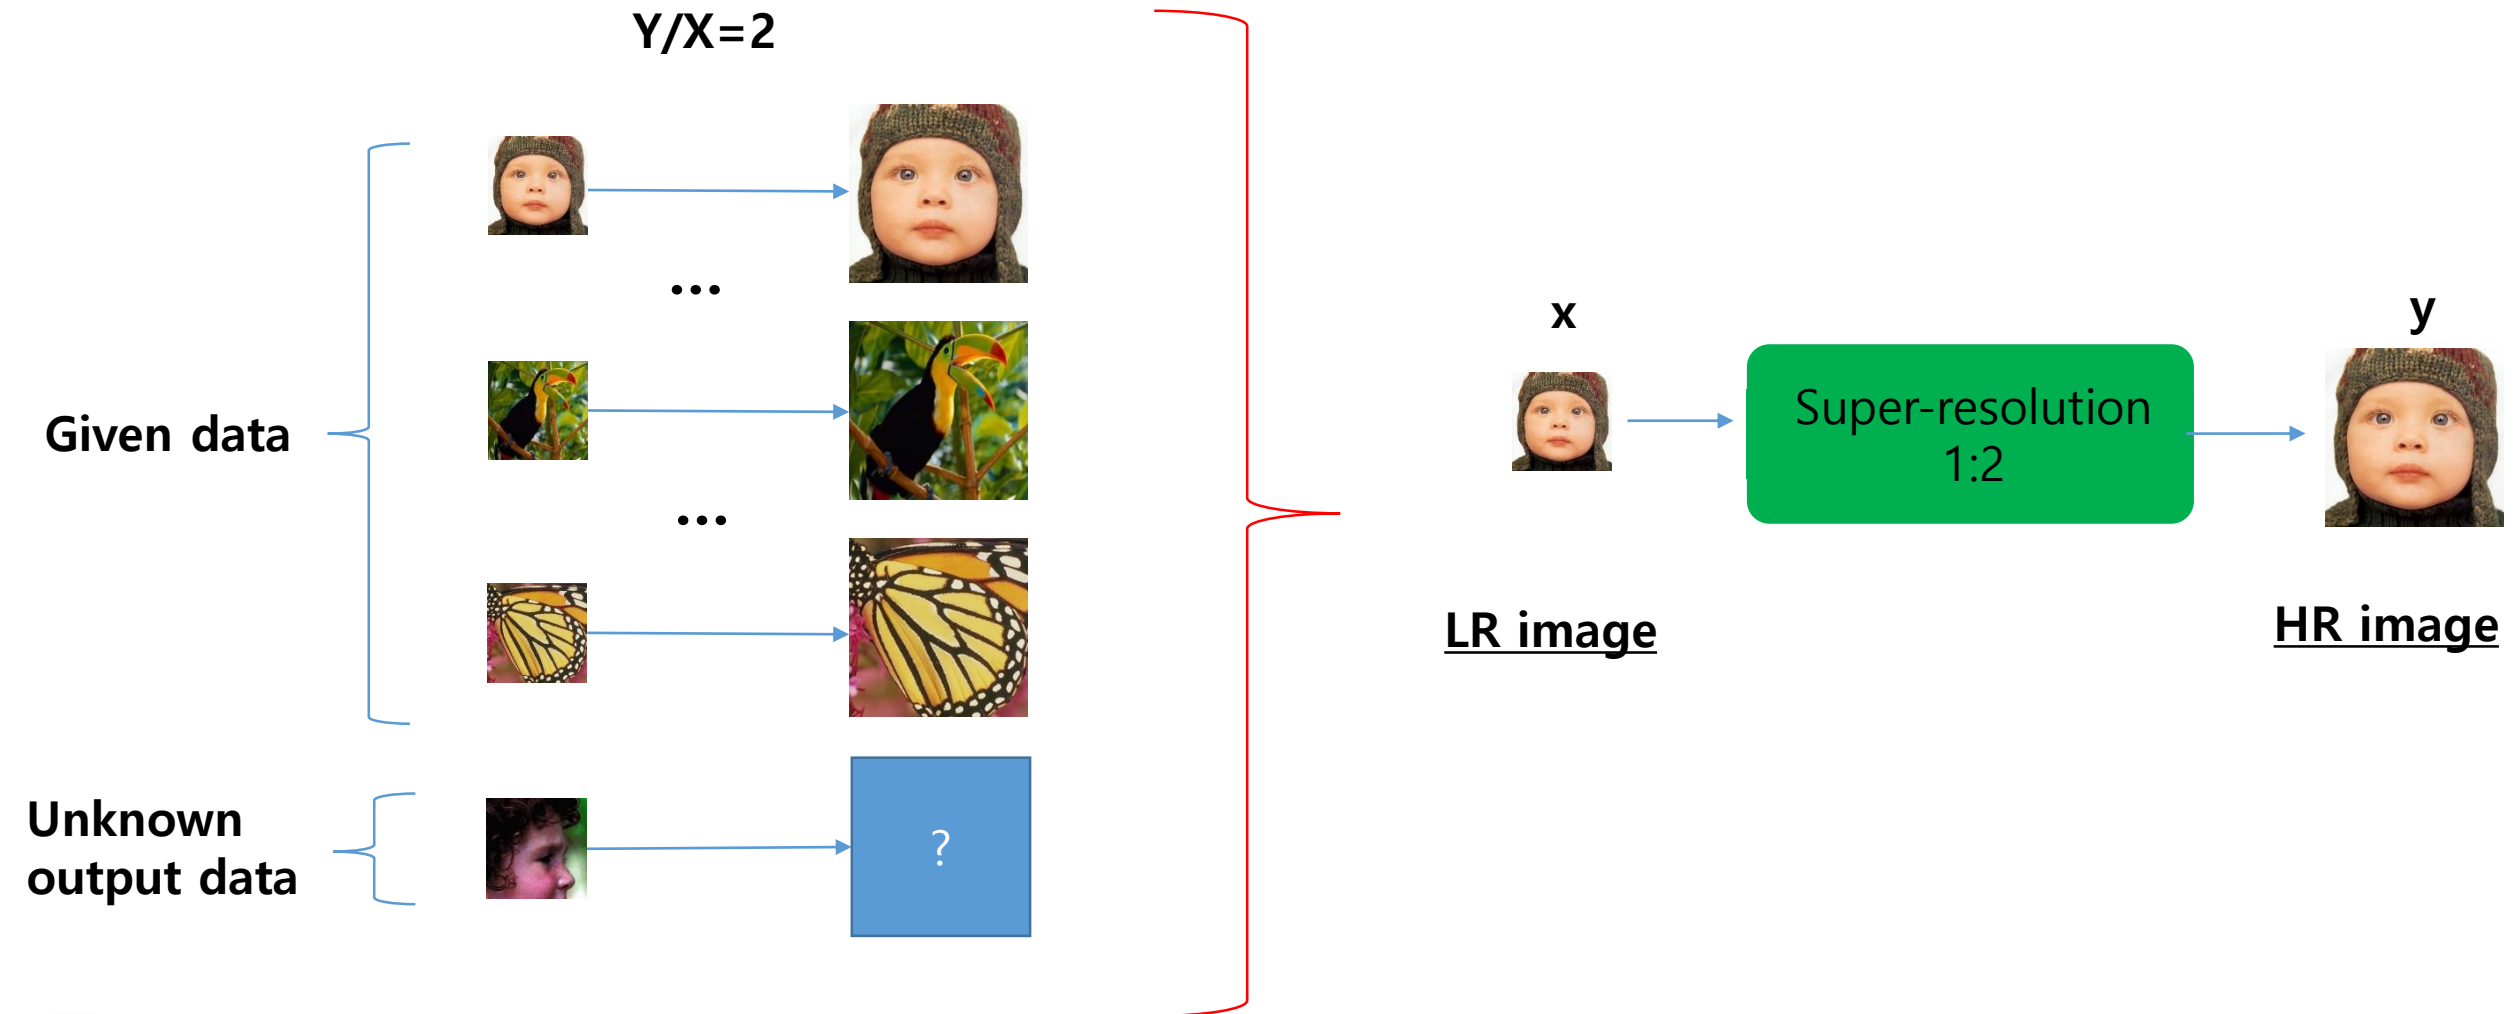 Y/X=2
...
Given data
...
Unknown
output data
?
x
y
Super-resolution
1:2
LR image
HR image